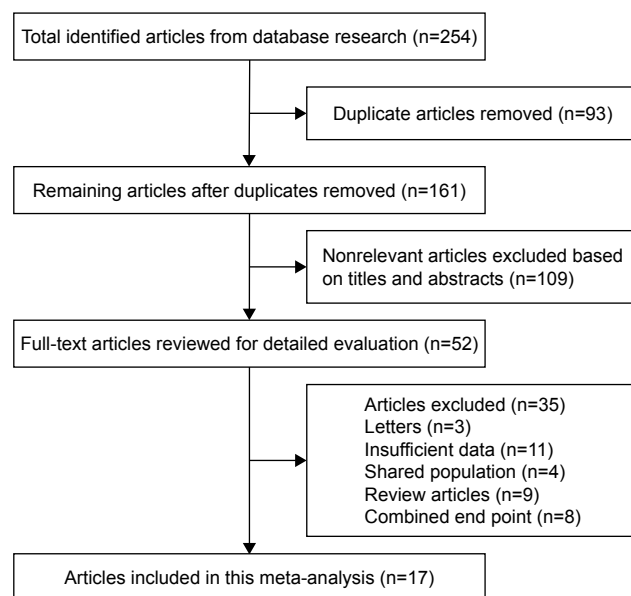 Total identified articles from database research (n=254)
Duplicate articles removed (n=93)
Remaining articles after duplicates removed (n=161)
Nonrelevant articles excluded based
on titles and abstracts (n=109)
Full-text articles reviewed for detailed evaluation (n=52)
Articles excluded (n=35)
Letters (n=3)
Insufficient data (n=11)
Shared population (n=4)
Review articles (n=9)
Combined end point (n=8)
Articles included in this meta-analysis (n=17)